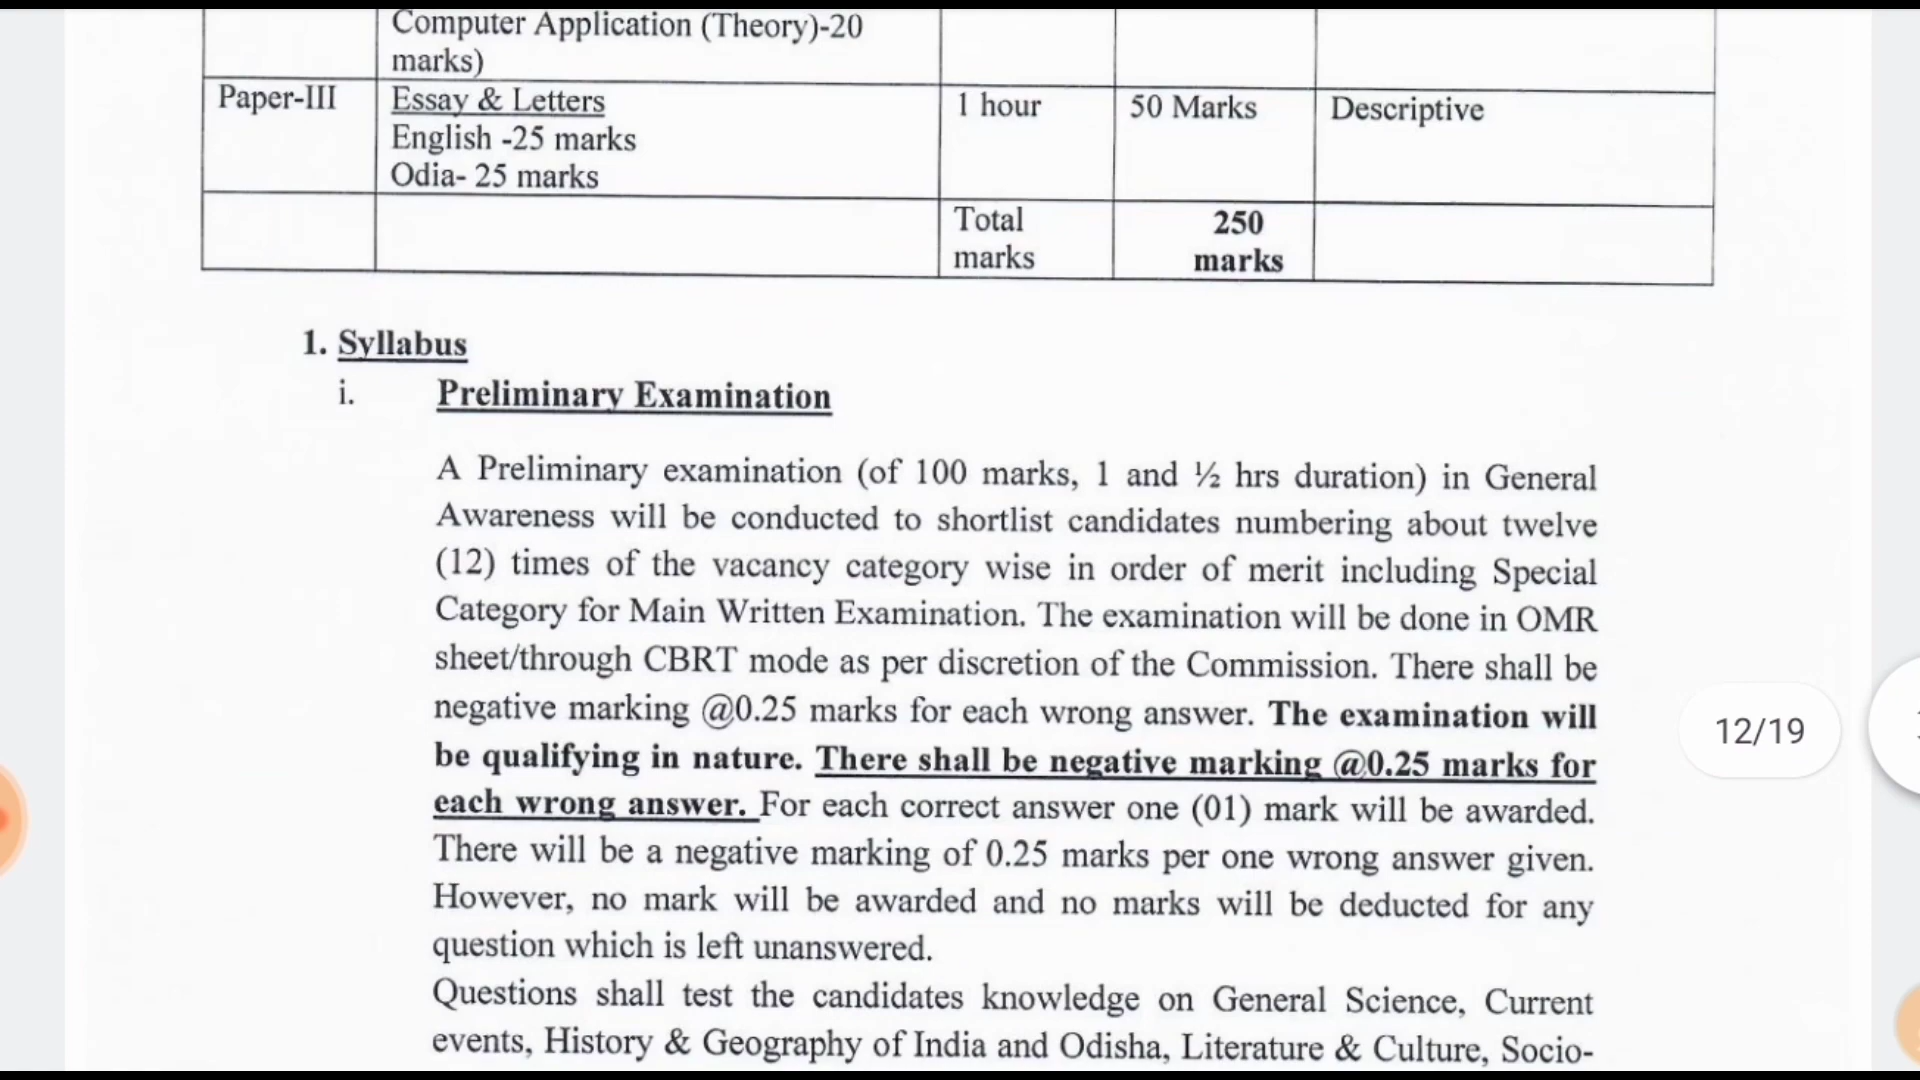 Computer Application (Theory)-20
marks)
Paper-III
Essay & Letters
English -25 marks
Odia- 25 marks
1 hour
50 Marks
Descriptive
Total
marks
250
marks
1. Syllabus
i. Preliminary Examination
A Preliminary examination (of 100 marks, 1 and ½ hrs duration) in General
Awareness will be conducted to shortlist candidates numbering about twelve
(12) times of the vacancy category wise in order of merit including Special
Category for Main Written Examination. The examination will be done in OMR
sheet/through CBRT mode as per discretion of the Commission. There shall be
negative marking @0.25 marks for each wrong answer. The examination will
be qualifying in nature. There shall be negative marking @0.25 marks for
each wrong answer. For each correct answer one (01) mark will be awarded.
There will be a negative marking of 0.25 marks per one wrong answer given.
However, no mark will be awarded and no marks will be deducted for any
question which is left unanswered.
Questions shall test the candidates knowledge on General Science, Current
events, History & Geography of India and Odisha, Literature & Culture, Socio-
12/19